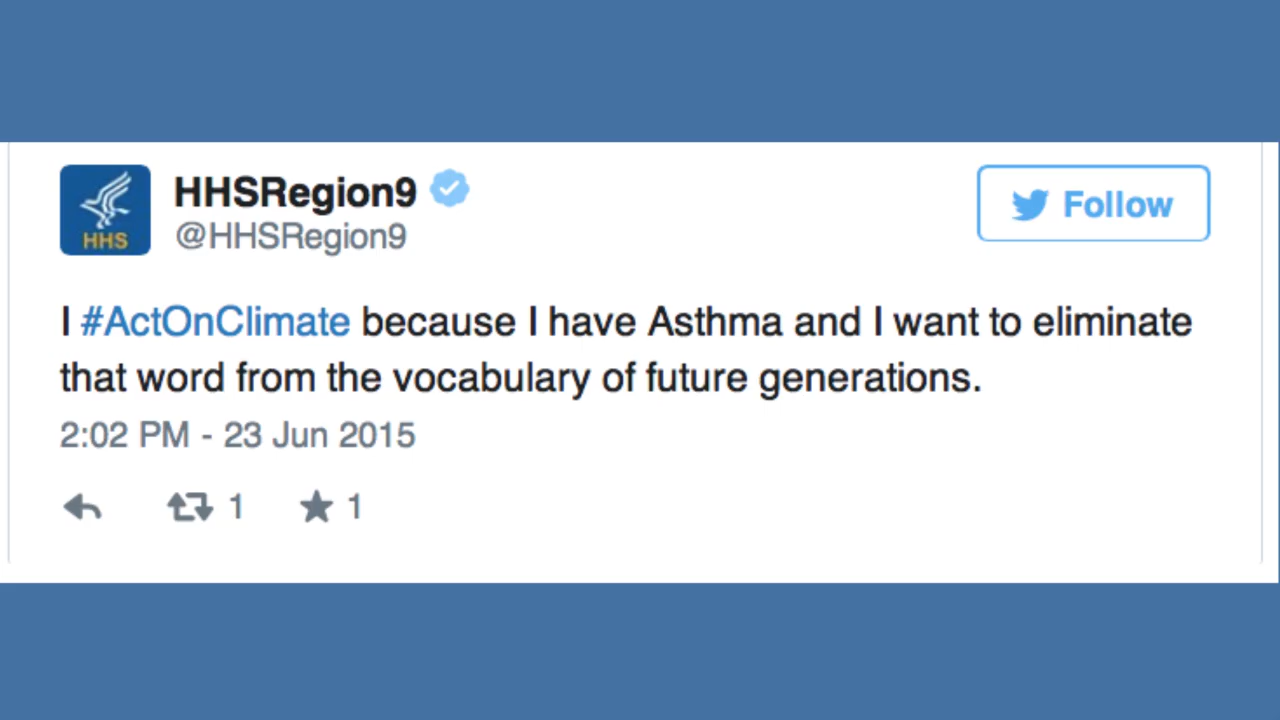 HHS
HHSRegion9
@HHSRegion9
Follow
I #ActOnClimate because I have Asthma and I want to eliminate
that word from the vocabulary of future generations.
2:02 PM - 23 Jun 2015
1 1